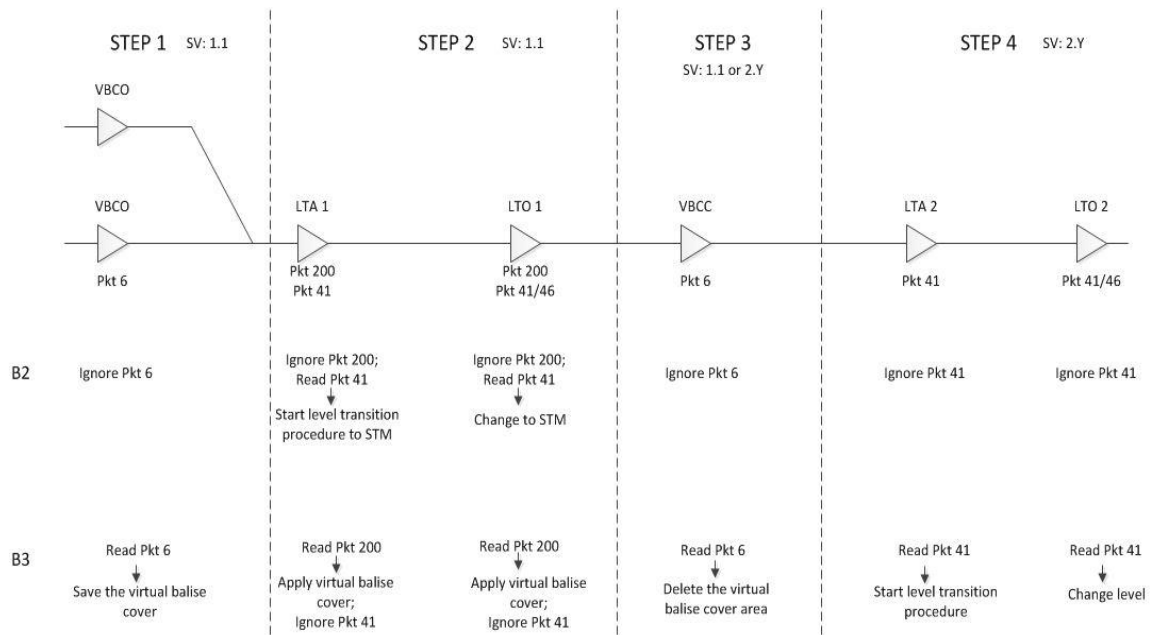 STEP 1 SV: 1.1
STEP 2 SV: 1.1
STEP 3
SV: 1.1 or 2.Y
STEP 4 SV: 2.Y
VBCO
VBCO
LTA 1
LTO 1
VBCC
LTA 2
LTO 2
Pkt 6
Pkt 200
Pkt 41
Pkt 200
Pkt 41/46
Pkt 6
Pkt 41
Pkt 41/46
B2
Ignore Pkt 6
Ignore Pkt 200;
Read Pkt 41
Start level transition
procedure to STM
Ignore Pkt 200;
Read Pkt 41
Change to STM
Ignore Pkt 6
Ignore Pkt 41
Ignore Pkt 41
B3
Read Pkt 6
Save the virtual balise
cover
Read Pkt 200
Apply virtual balise
cover;
Ignore Pkt 41
Read Pkt 200
Apply virtual balise
cover;
Ignore Pkt 41
Read Pkt 6
Delete the virtual
balise cover area
Read Pkt 41
Start level transition
procedure
Read Pkt 41
Change level